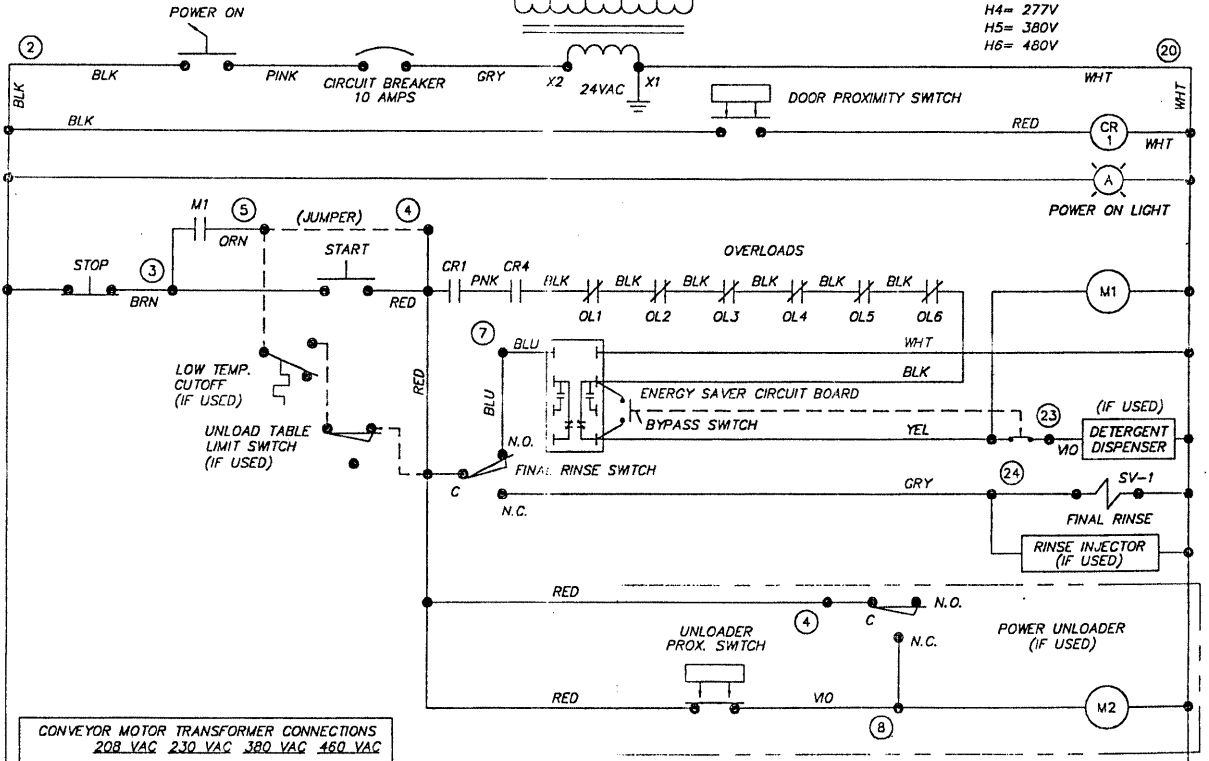 H4= 277V
H5= 380V
H6= 480V
POWER ON
2
20
BLK
PINK
CIRCUIT BREAKER
10 AMPS
GRY
X2
24VAC
X1
WHT
BLK
WHT
DOOR PROXIMITY SWITCH
BLK
RED
CR
1
WHT
A
POWER ON LIGHT
M1
5
ORN
(JUMPER)
4
STOP
3
BRN
START
RED
CR1
PNK
CR4
BLK
OVERLOADS
BLK
BLK
BLK
BLK
BLK
OL1
OL2
OL3
OL4
OL5
OL6
M1
7
BLU
WHT
BLK
LOW TEMP.
CUTOFF
(IF USED)
RED
BLU
ENERGY SAVER CIRCUIT BOARD
BYPASS SWITCH
YEL
23
(IF USED)
DETERGENT
DISPENSER
VIO
UNLOAD TABLE
LIMIT SWITCH
(IF USED)
N.O.
FINAL RINSE SWITCH
C
N.C.
GRY
24
SV-1
FINAL RINSE
RINSE INJECTOR
(IF USED)
RED
4
C
N.O.
N.C.
POWER UNLOADER
(IF USED)
UNLOADER
PROX. SWITCH
RED
VIO
8
M2
CONVEYOR MOTOR TRANSFORMER CONNECTIONS
208 VAC 230 VAC 380 VAC 460 VAC